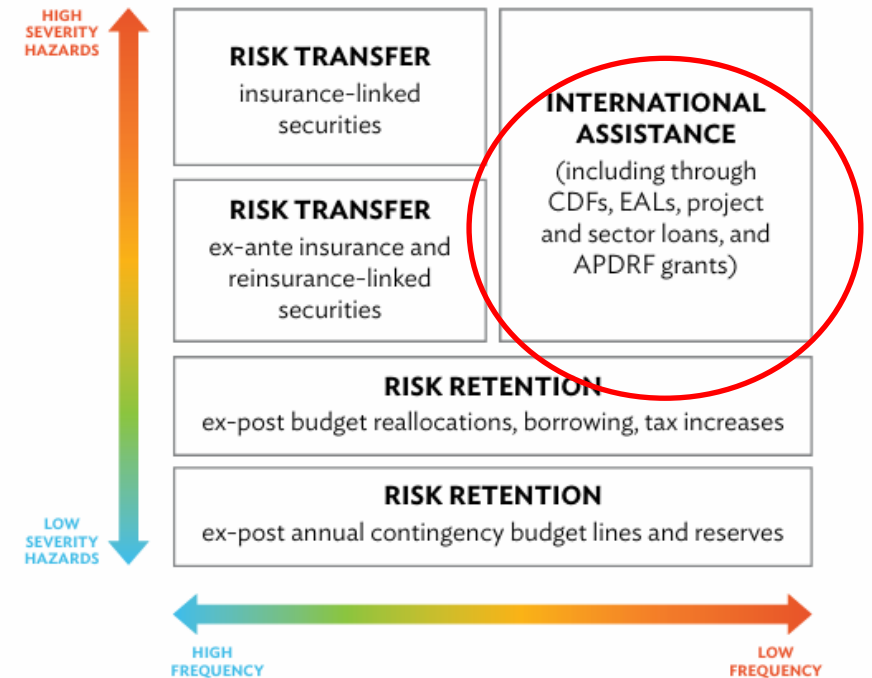 HIGH
SEVERITY
HAZARDS
RISK TRANSFER
insurance-linked
securities
INTERNATIONAL
ASSISTANCE
(including through
CDFs, EALs, project
and sector loans, and
APDRF grants)
RISK TRANSFER
ex-ante insurance and
reinsurance-linked
securities
RISK RETENTION
ex-post budget reallocations, borrowing, tax increases
RISK RETENTION
ex-post annual contingency budget lines and reserves
LOW
SEVERITY
HAZARDS
HIGH
FREQUENCY
LOW
FREQUENCY